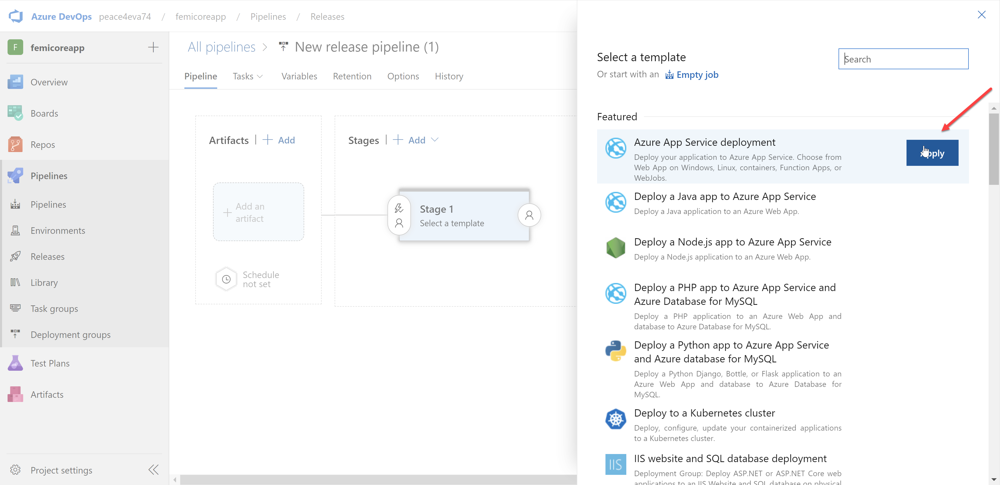 Azure DevOps peace4eva74 / femicoreapp / Pipelines / Releases
F femicoreapp
Overview
Boards
Repos
Pipelines
Pipelines
Environments
Releases
Library
Task groups
Deployment groups
Test Plans
Artifacts
Project settings
All pipelines > New release pipeline (1)
Pipeline Tasks Variables Retention Options History
Artifacts | + Add
Stages | + Add
+ Add an
artifact
Schedule
not set
Stage 1
Select a template
Select a template
Search
Or start with an Empty job
Featured
Azure App Service deployment
Deploy your application to Azure App Service. Choose from
Web App on Windows, Linux, containers, Function Apps, or
WebJobs.
Apply
Deploy a Java app to Azure App Service
Deploy a Java application to an Azure Web App.
Deploy a Node.js app to Azure App Service
Deploy a Node.js application to an Azure Web App.
Deploy a PHP app to Azure App Service and
Azure Database for MySQL
Deploy a PHP application to an Azure Web App and
database to Azure Database for MySQL.
Deploy a Python app to Azure App Service
and Azure database for MySQL
Deploy a Python Django, Bottle, or Flask application to an
Azure Web App and database to Azure Database for
MySQL.
Deploy to a Kubernetes cluster
Deploy, configure, update your containerized applications
to a Kubernetes cluster.
IIS
IIS website and SQL database deployment
Deployment Group: Deploy ASP.NET or ASP.NET Core web
applications to an IIS Website and SQL database on physical